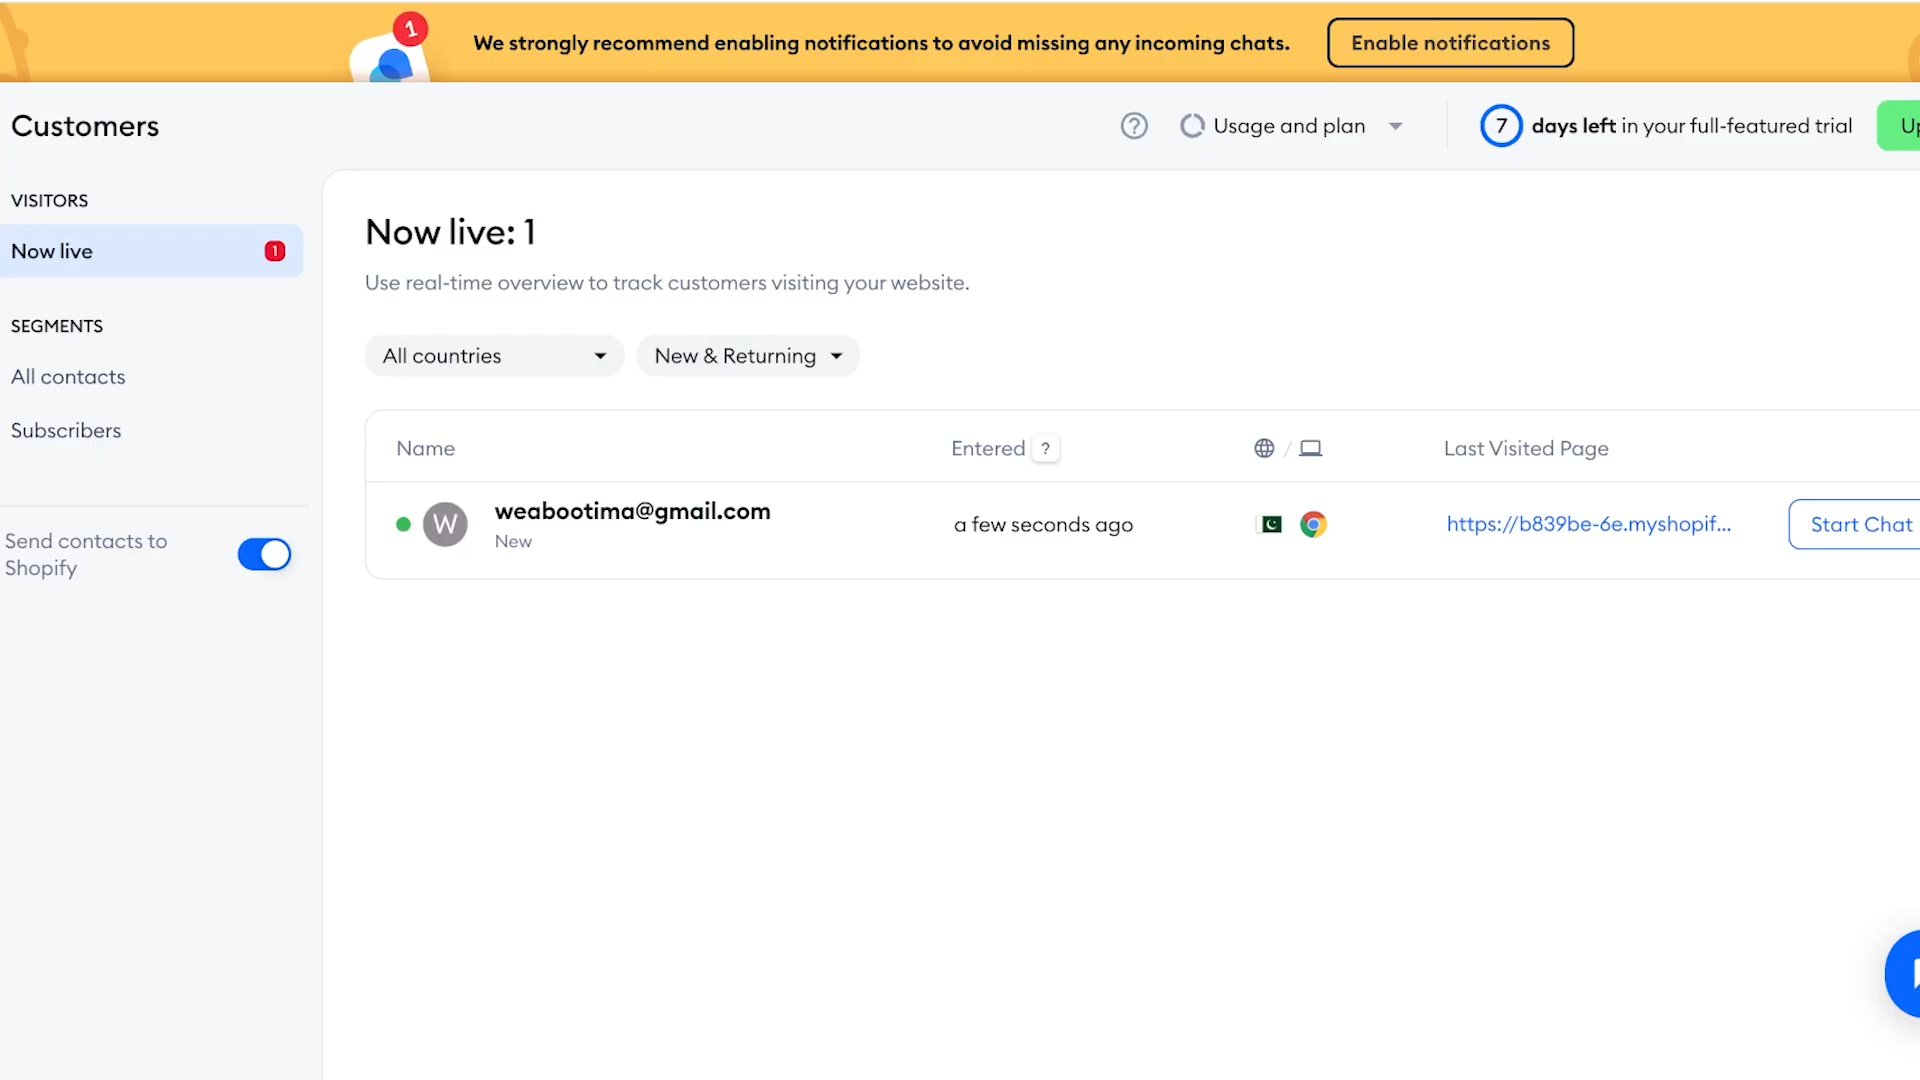 1
We strongly recommend enabling notifications to avoid missing any incoming chats.
Enable notifications
Customers
Usage and plan
7 days left in your full-featured trial
Up
VISITORS
Now live
1
SEGMENTS
All contacts
Subscribers
Send contacts to
Shopify
Now live: 1
Use real-time overview to track customers visiting your website.
All countries
New & Returning
Name
Entered ?
/
Last Visited Page
W
weabootima@gmail.com
New
a few seconds ago
https://b839be-6e.myshopif...
Start Chat